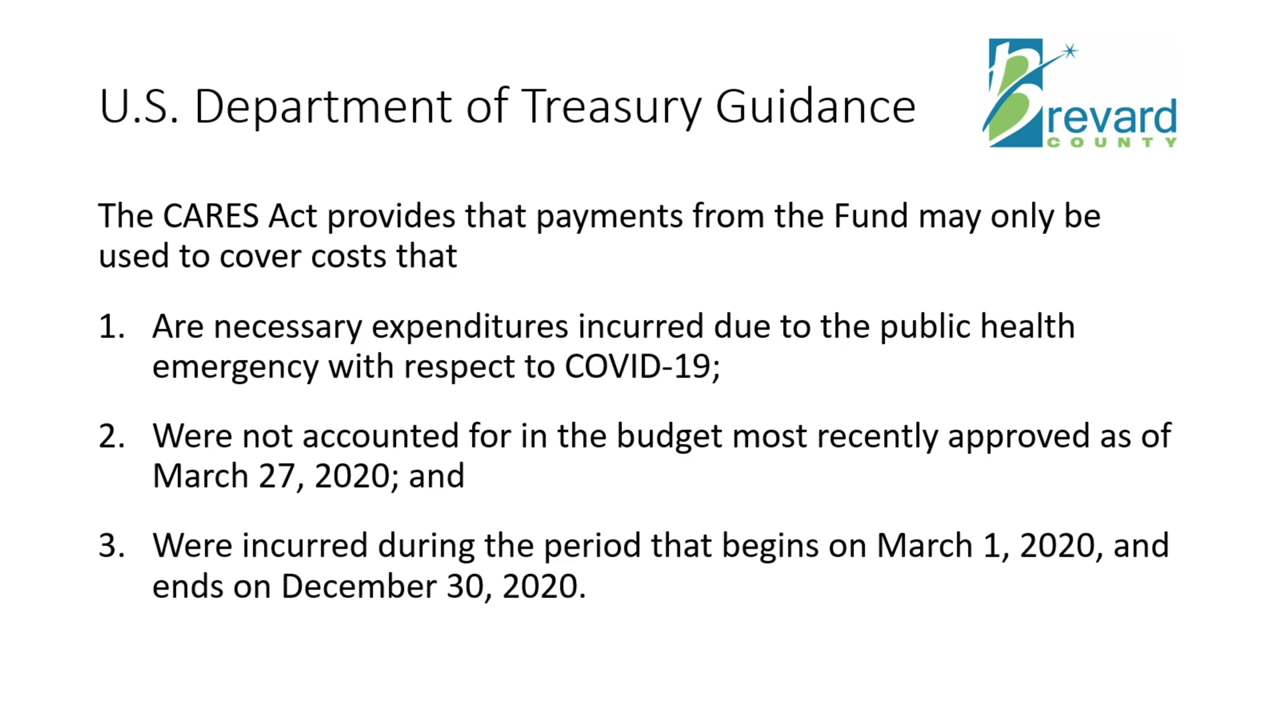 U.S. Department of Treasury Guidance
Brevard
COUNTY
The CARES Act provides that payments from the Fund may only be
used to cover costs that
1. Are necessary expenditures incurred due to the public health
emergency with respect to COVID-19;
2. Were not accounted for in the budget most recently approved as of
March 27, 2020; and
3. Were incurred during the period that begins on March 1, 2020, and
ends on December 30, 2020.